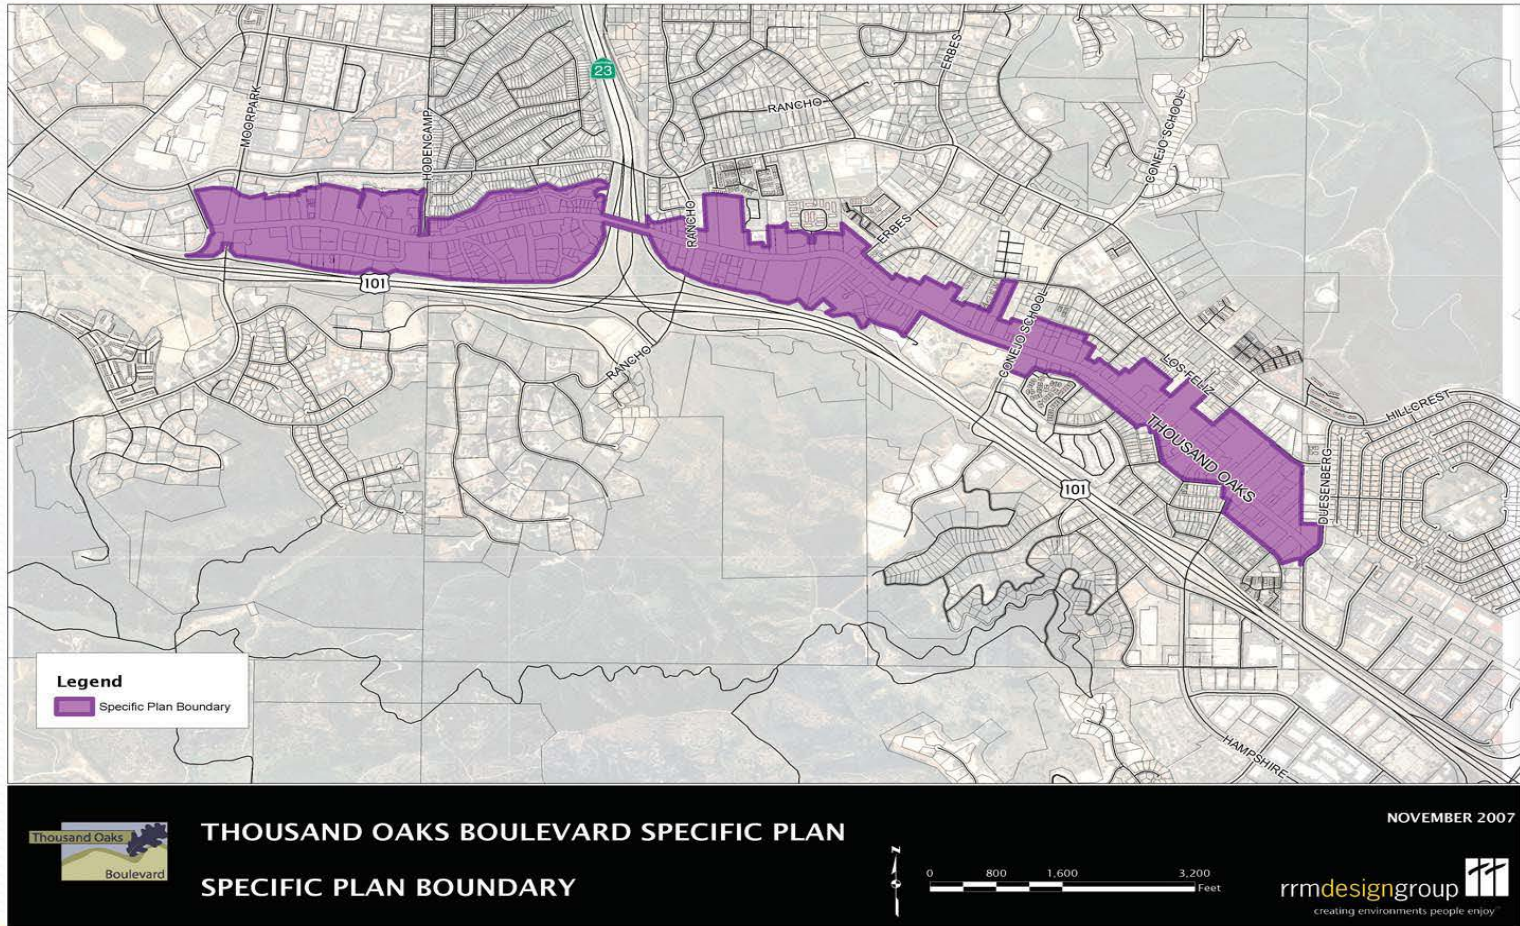 23
ERBES
RANCHO
MOORPARK
HODENCAMP
CONEJO SCHOOL
RANCHO
ERBES
101
CONEJO SCHOOL
RANCHO
LOS FELIZ
HILLCREST
THOUSAND OAKS
DUESENBERG
101
HAMPSHIRE
Legend
Specific Plan Boundary
Thousand Oaks
Boulevard
THOUSAND OAKS BOULEVARD SPECIFIC PLAN
SPECIFIC PLAN BOUNDARY
N
0 800 1,600 3,200
Feet
NOVEMBER 2007
rrmdesigngroup
creating environments people enjoy